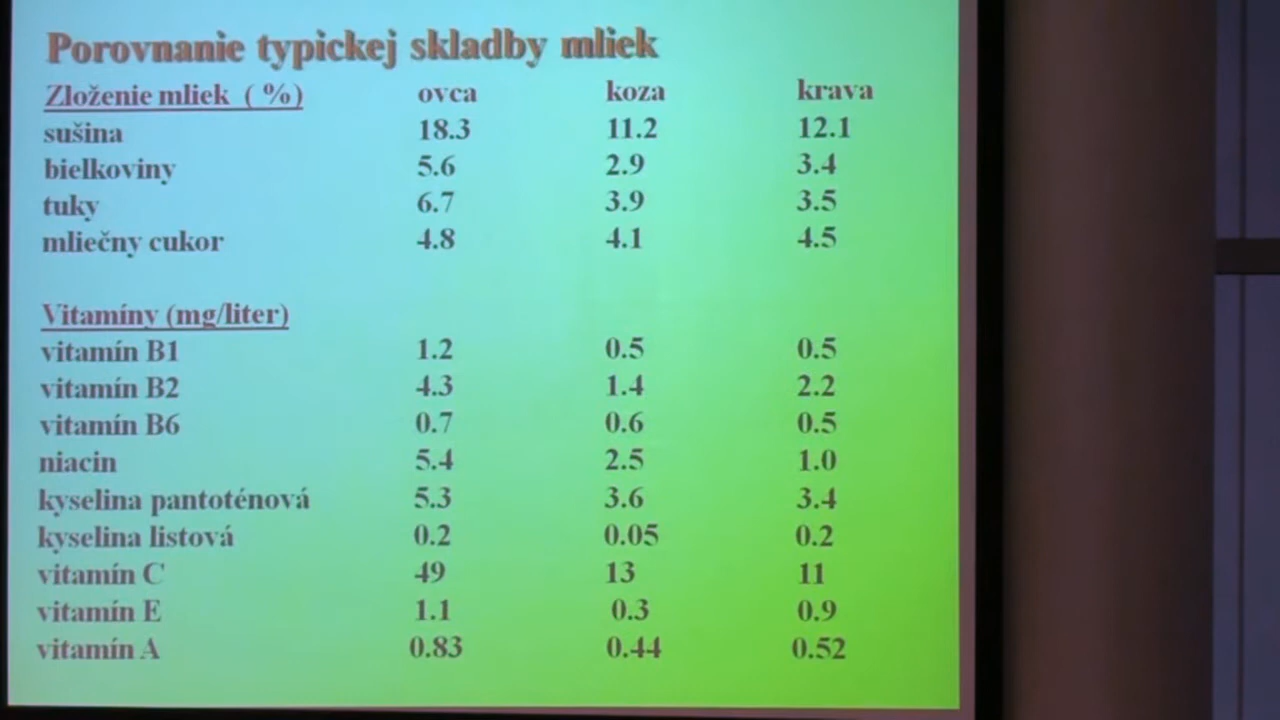 Porovnanie typickej skladby mliek
Zloženie mliek ( %) ovca koza krava
sušina 18.3 11.2 12.1
bielkoviny 5.6 2.9 3.4
tuky 6.7 3.9 3.5
mliečny cukor 4.8 4.1 4.5
Vitamíny (mg/liter)
vitamín B1 1.2 0.5 0.5
vitamín B2 4.3 1.4 2.2
vitamín B6 0.7 0.6 0.5
niacin 5.4 2.5 1.0
kyselina pantoténová 5.3 3.6 3.4
kyselina listová 0.2 0.05 0.2
vitamín C 49 13 11
vitamín E 1.1 0.3 0.9
vitamín A 0.83 0.44 0.52